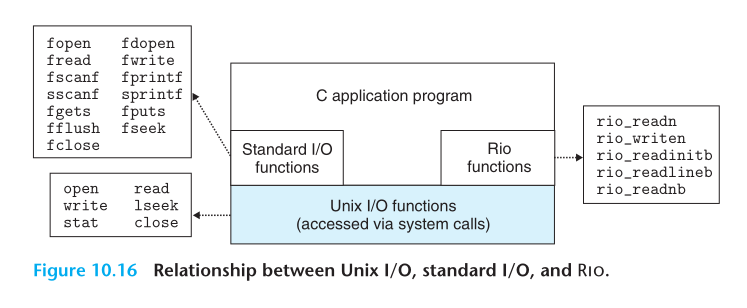 fopen fdopen
fread fwrite
fscanf fprintf
sscanf sprintf
fgets fputs
fflush fseek
fclose
C application program
Standard I/O
functions
Rio
functions
rio_readn
rio_writen
rio_readinitb
rio_readlineb
rio_readnb
open read
write lseek
stat close
Unix I/O functions
(accessed via system calls)
Figure 10.16 Relationship between Unix I/O, standard I/O, and RIO.